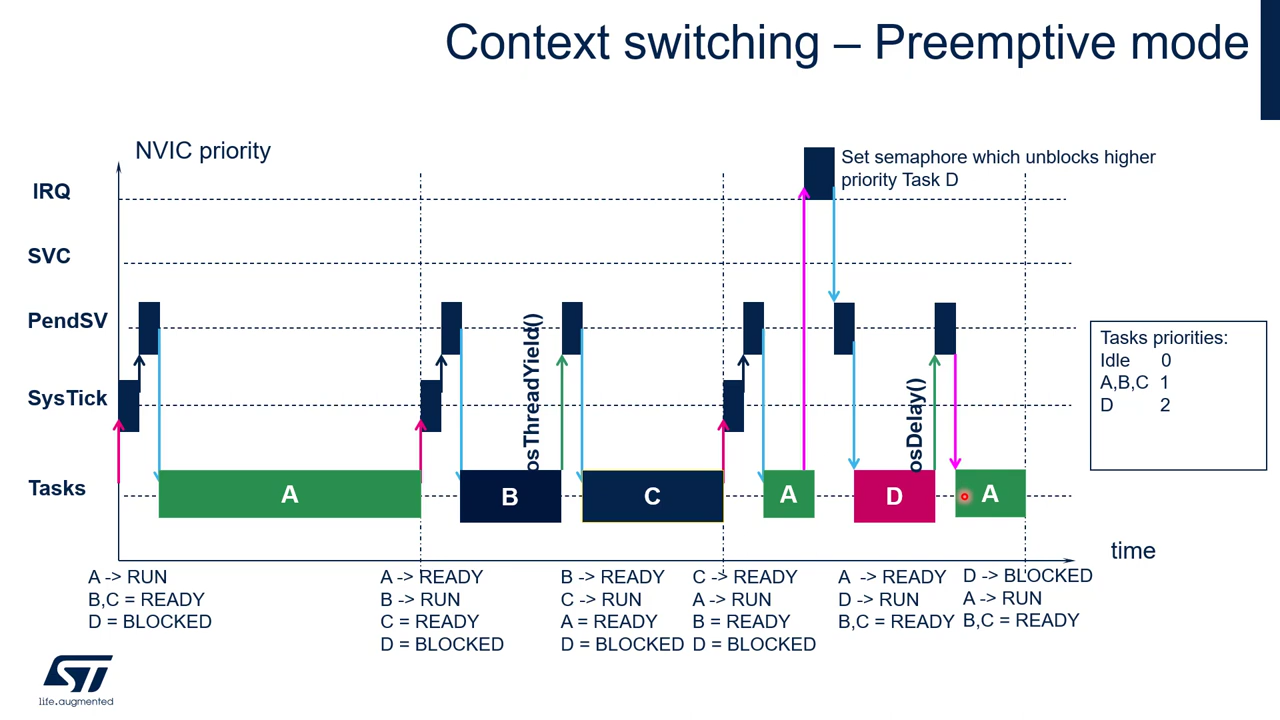 Context switching – Preemptive mode
NVIC priority
IRQ
Set semaphore which unblocks higher
priority Task D
SVC
PendSV
SysTick
osThreadYield()
osDelay()
Tasks priorities:
Idle 0
A,B,C 1
D 2
Tasks
A
B
C
A
D
A
time
A -> RUN
B,C = READY
D = BLOCKED
A -> READY
B -> RUN
C = READY
D = BLOCKED
B -> READY
C -> RUN
A = READY
D = BLOCKED
C -> READY
A -> RUN
B = READY
D = BLOCKED
A -> READY
D -> RUN
B,C = READY
D -> BLOCKED
A -> RUN
B,C = READY
ST
life.augmented